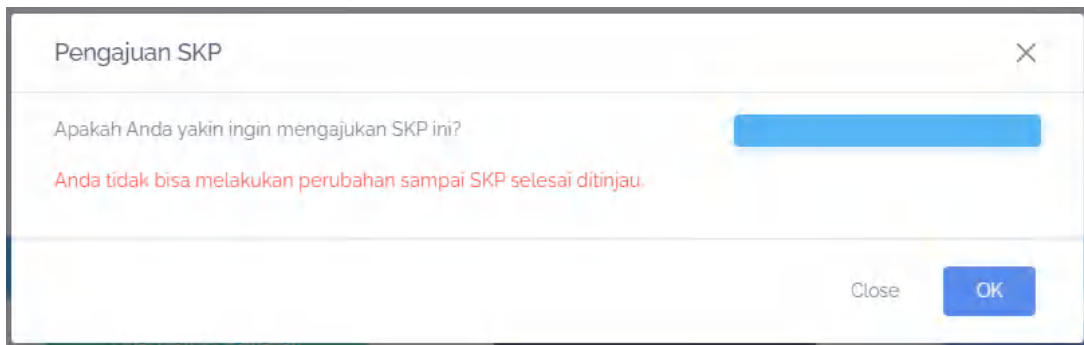 Pengajuan SKP
Apakah Anda yakin ingin mengajukan SKP ini?
Anda tidak bisa melakukan perubahan sampai SKP selesai ditinjau.
Close
OK